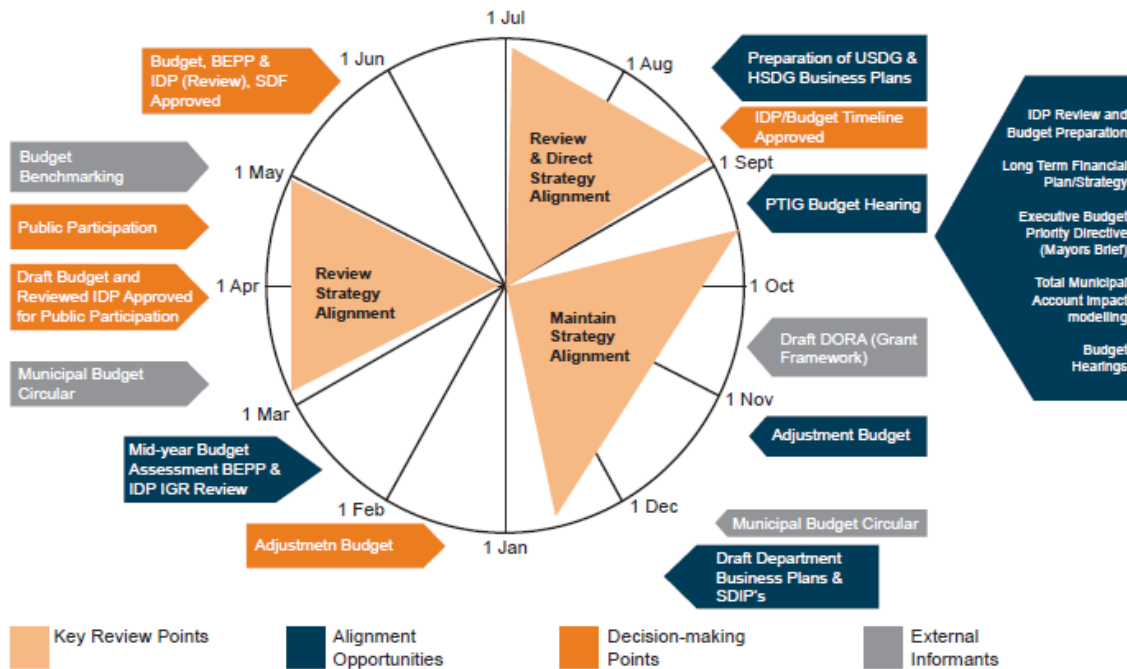 1 Jul
1 Aug
1 Sept
1 Oct
1 Nov
1 Dec
1 Jan
1 Feb
1 Mar
1 Apr
1 May
1 Jun
Review
& Direct
Strategy
Alignment
Maintain
Strategy
Alignment
Review
Strategy
Alignment
Preparation of USDG &
HSDG Business Plans
IDP/Budget Timeline
Approved
PTIG Budget Hearing
Draft DORA (Grant
Framework)
Adjustment Budget
Municipal Budget Circular
Draft Department
Business Plans &
SDIP's
Adjustmetn Budget
Mid-year Budget
Assessment BEPP &
IDP IGR Review
Municipal Budget
Circular
Draft Budget and
Reviewed IDP Approved
for Public Participation
Public Participation
Budget
Benchmarking
Budget, BEPP &
IDP (Review), SDF
Approved
IDP Review and
Budget Preparation
Long Term Financial
Plan/Strategy
Executive Budget
Priority Directive
(Mayors Brief)
Total Municipal
Account Impact
modelling
Budget
Hearings
Key Review Points
Alignment
Opportunities
Decision-making
Points
External
Informants